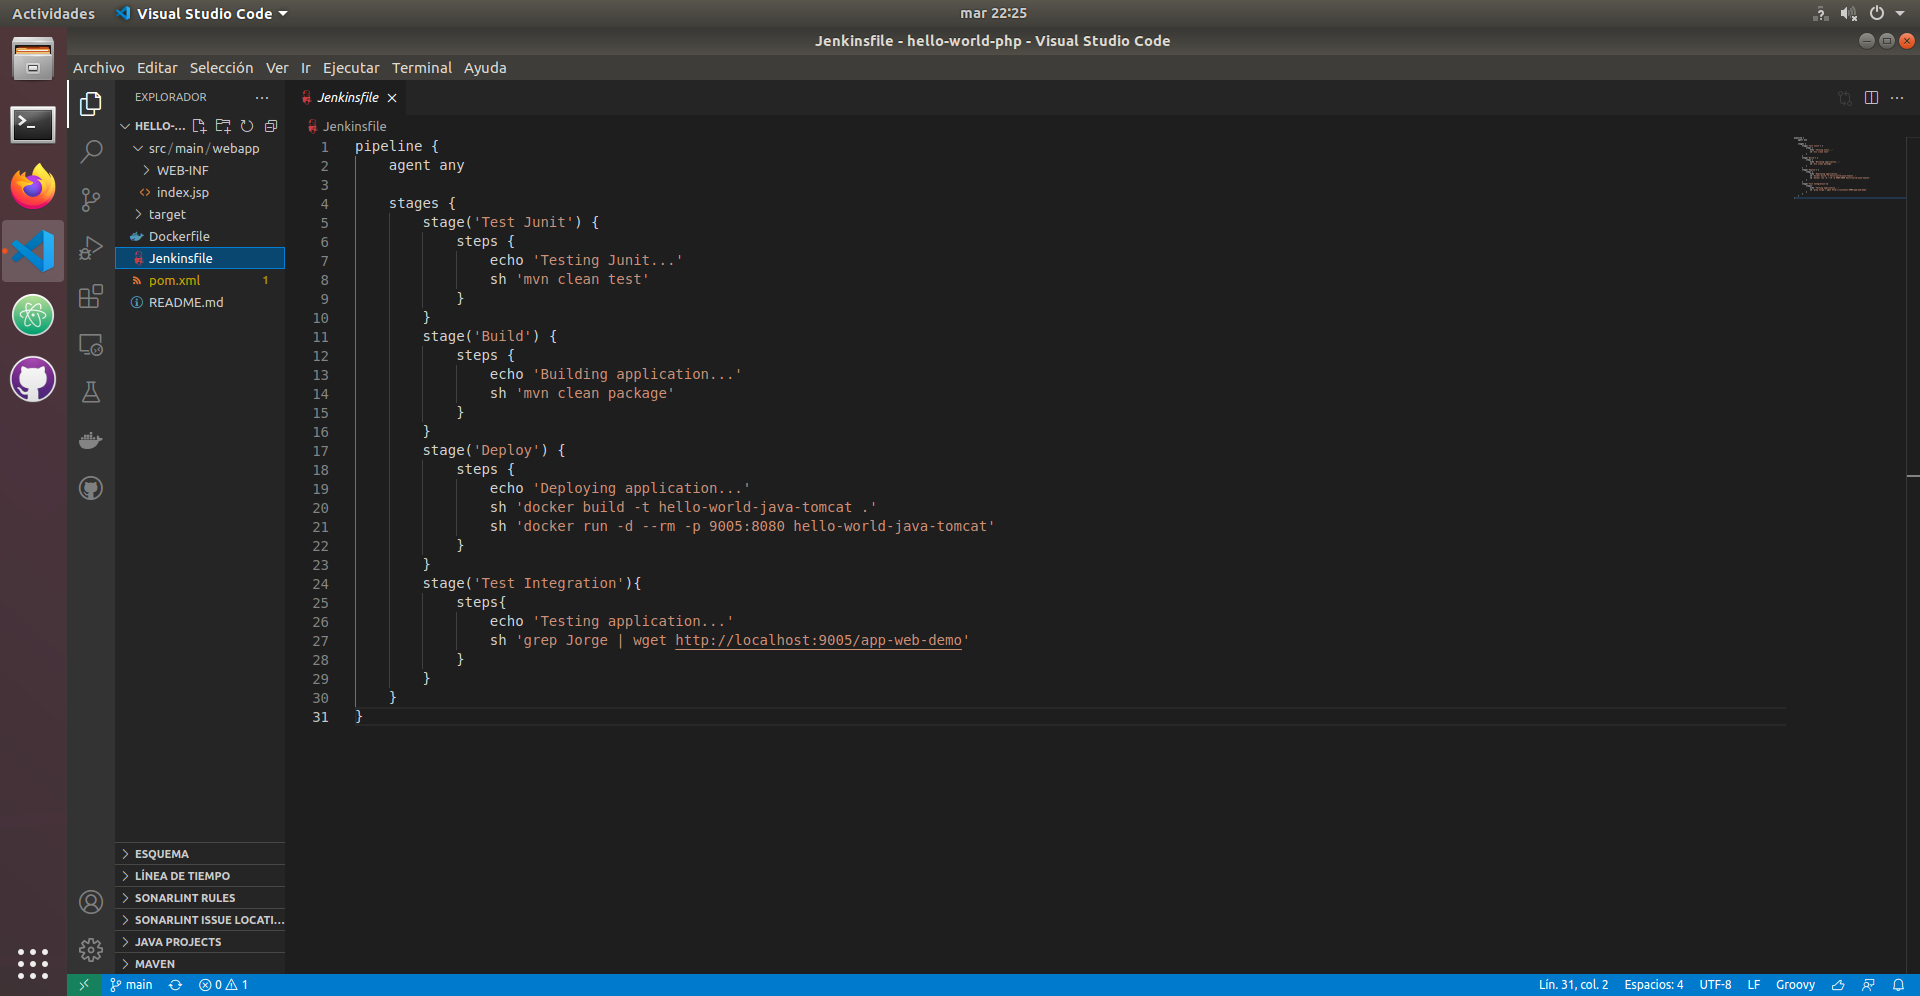 Actividades
Visual Studio Code
mar 22:25
Jenkinsfile - hello-world-php - Visual Studio Code
Archivo Editar Selección Ver Ir Ejecutar Terminal Ayuda
EXPLORADOR
HELLO-...
src/main/webapp
WEB-INF
index.jsp
target
Dockerfile
Jenkinsfile
pom.xml 1
README.md
ESQUEMA
LÍNEA DE TIEMPO
SONARLINT RULES
SONARLINT ISSUE LOCATI...
JAVA PROJECTS
MAVEN
Jenkinsfile
Jenkinsfile
1 pipeline {
2     agent any
3
4     stages {
5         stage('Test Junit') {
6             steps {
7                 echo 'Testing Junit...'
8                 sh 'mvn clean test'
9             }
10         }
11         stage('Build') {
12             steps {
13                 echo 'Building application...'
14                 sh 'mvn clean package'
15             }
16         }
17         stage('Deploy') {
18             steps {
19                 echo 'Deploying application...'
20                 sh 'docker build -t hello-world-java-tomcat .'
21                 sh 'docker run -d --rm -p 9005:8080 hello-world-java-tomcat'
22             }
23         }
24         stage('Test Integration'){
25             steps{
26                 echo 'Testing application...'
27                 sh 'grep Jorge | wget http://localhost:9005/app-web-demo'
28             }
29         }
30     }
31 }
main 0 1
Lín. 31, col. 2 Espacios: 4 UTF-8 LF Groovy